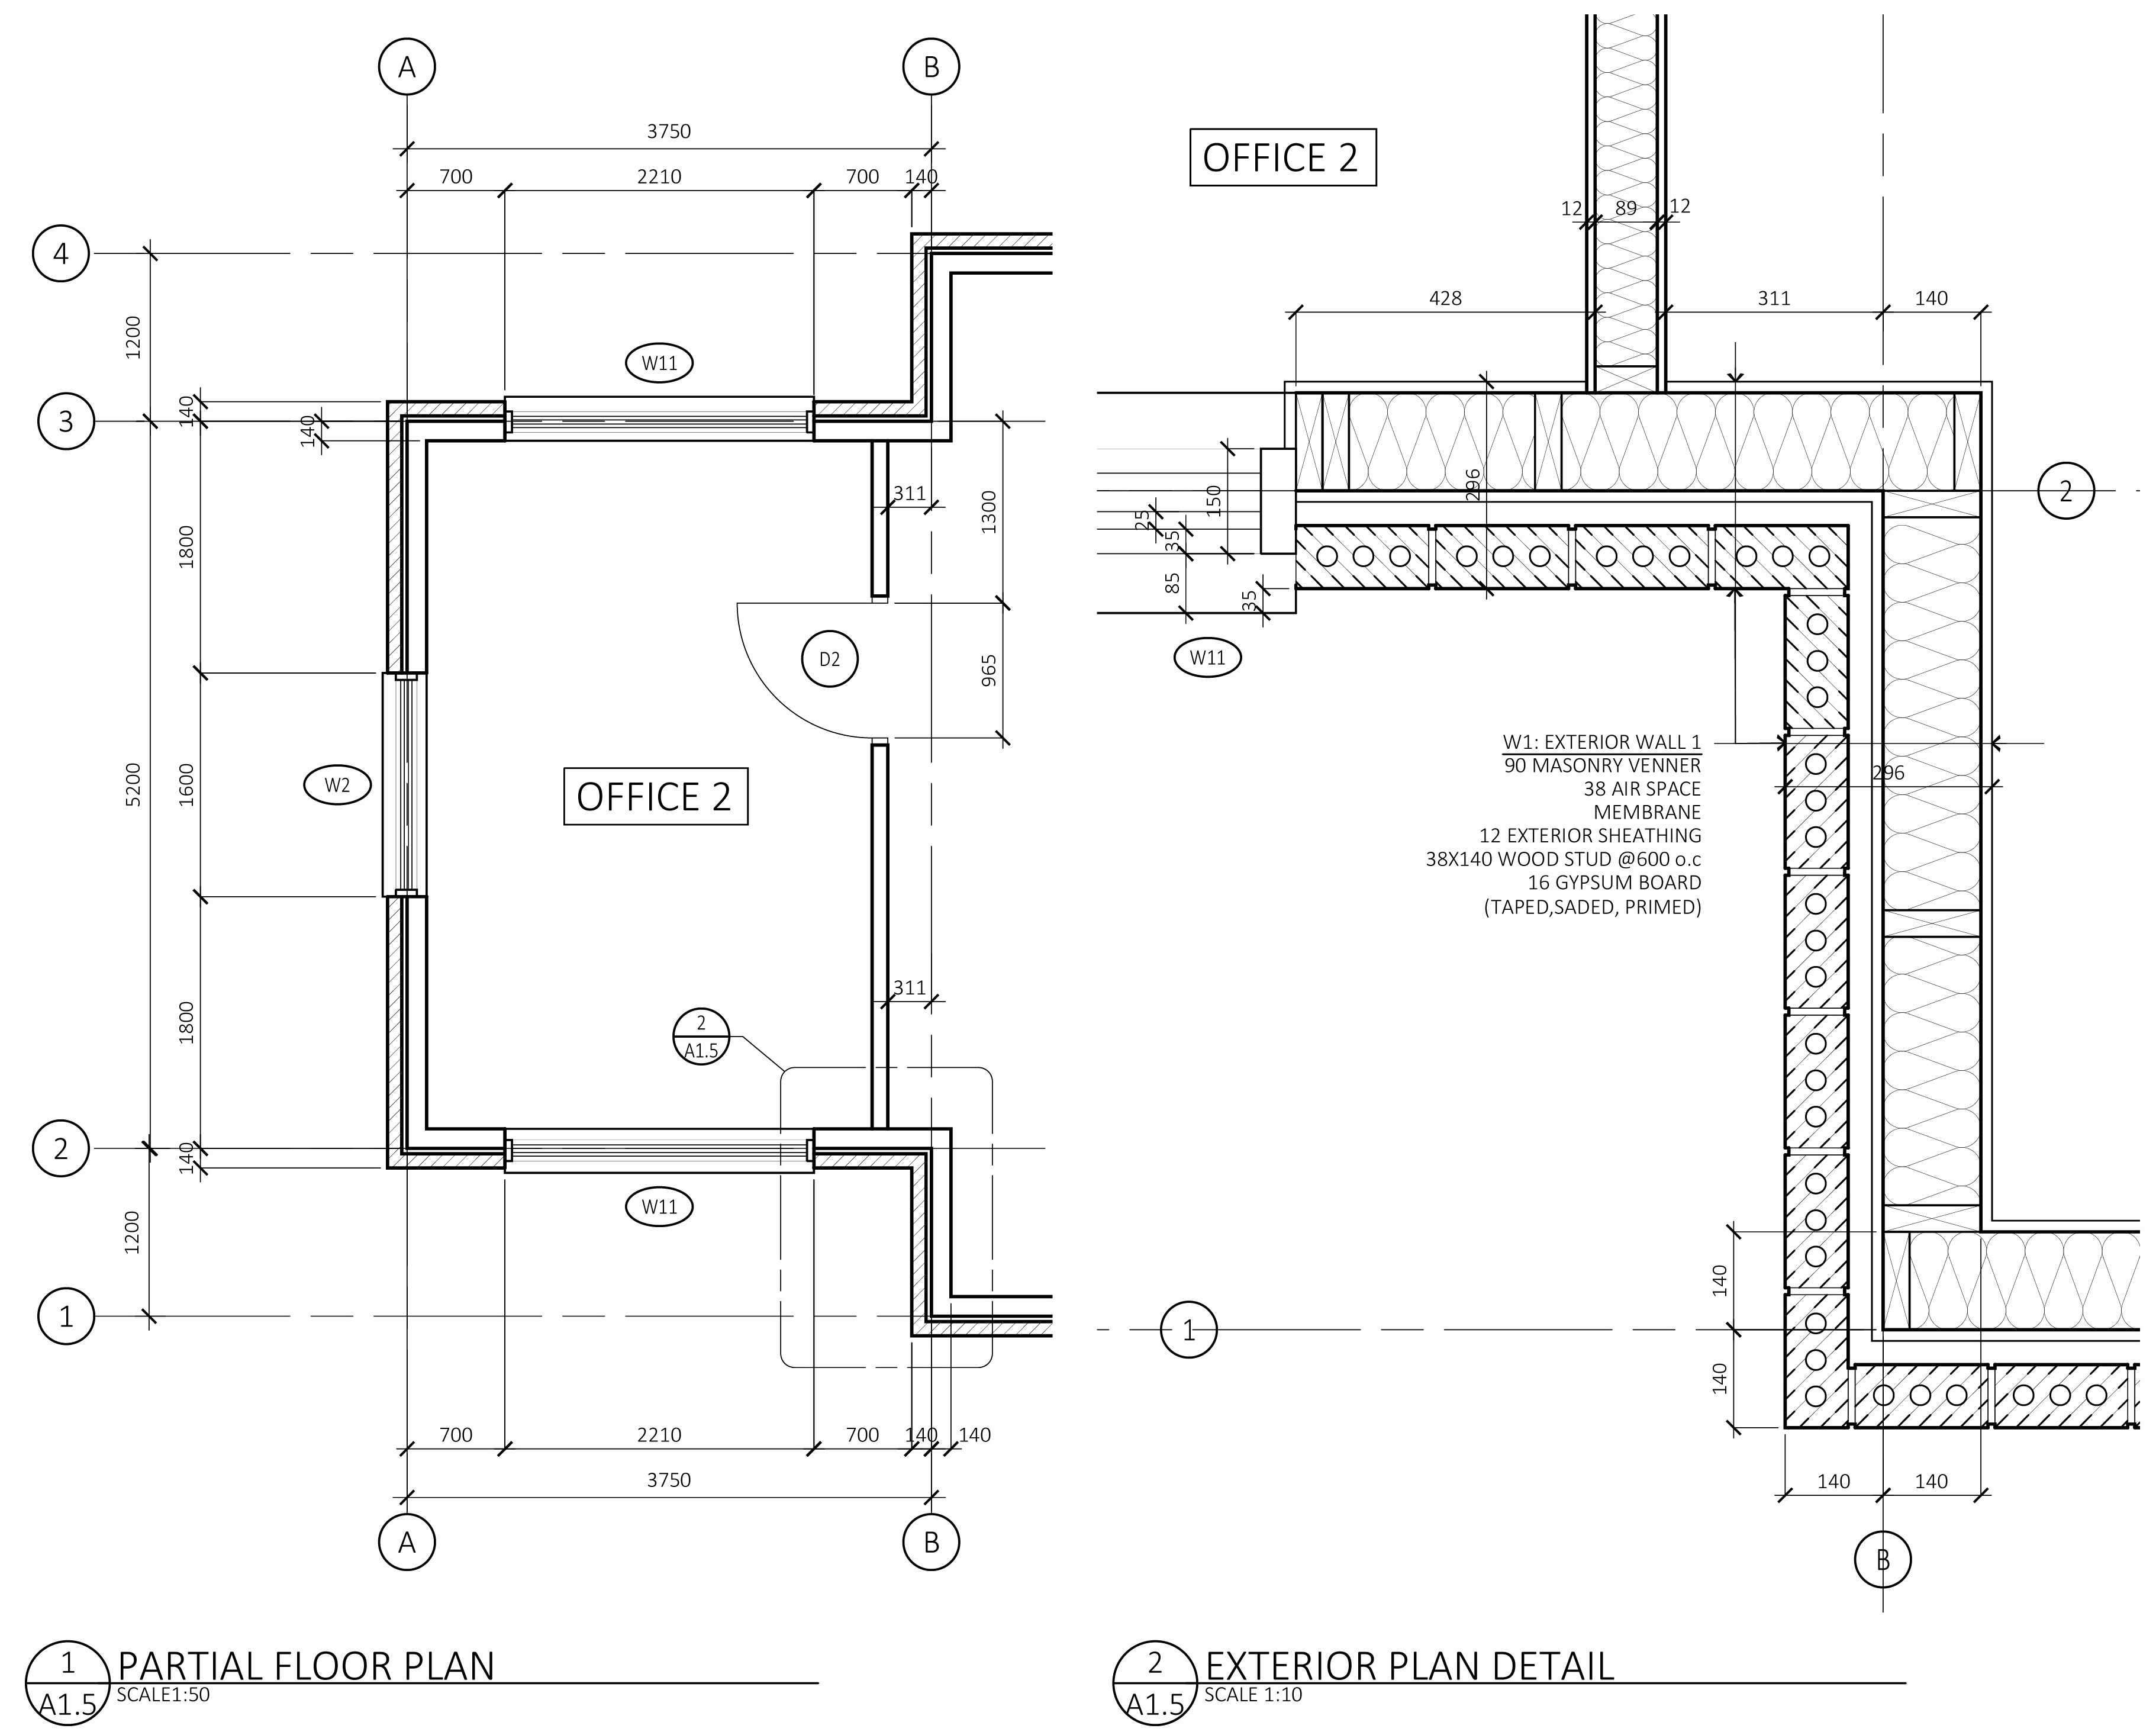 A
B
3750
700
2210
700
140
4
1200
W11
3
140
140
311
1300
1800
D2
965
5200
W2
1600
OFFICE 2
311
1800
2
A1.5
2
140
W11
1200
1
700
2210
700
140
140
3750
A
B
1
A1.5
PARTIAL FLOOR PLAN
SCALE1:50
OFFICE 2
12
89
12
428
311
140
296
150
25
35
85
35
2
W11
W1: EXTERIOR WALL 1
90 MASONRY VENNER
38 AIR SPACE
MEMBRANE
12 EXTERIOR SHEATHING
38X140 WOOD STUD @600 o.c
16 GYPSUM BOARD
(TAPED,SADED, PRIMED)
296
140
1
140
140
140
B
2
A1.5
EXTERIOR PLAN DETAIL
SCALE 1:10